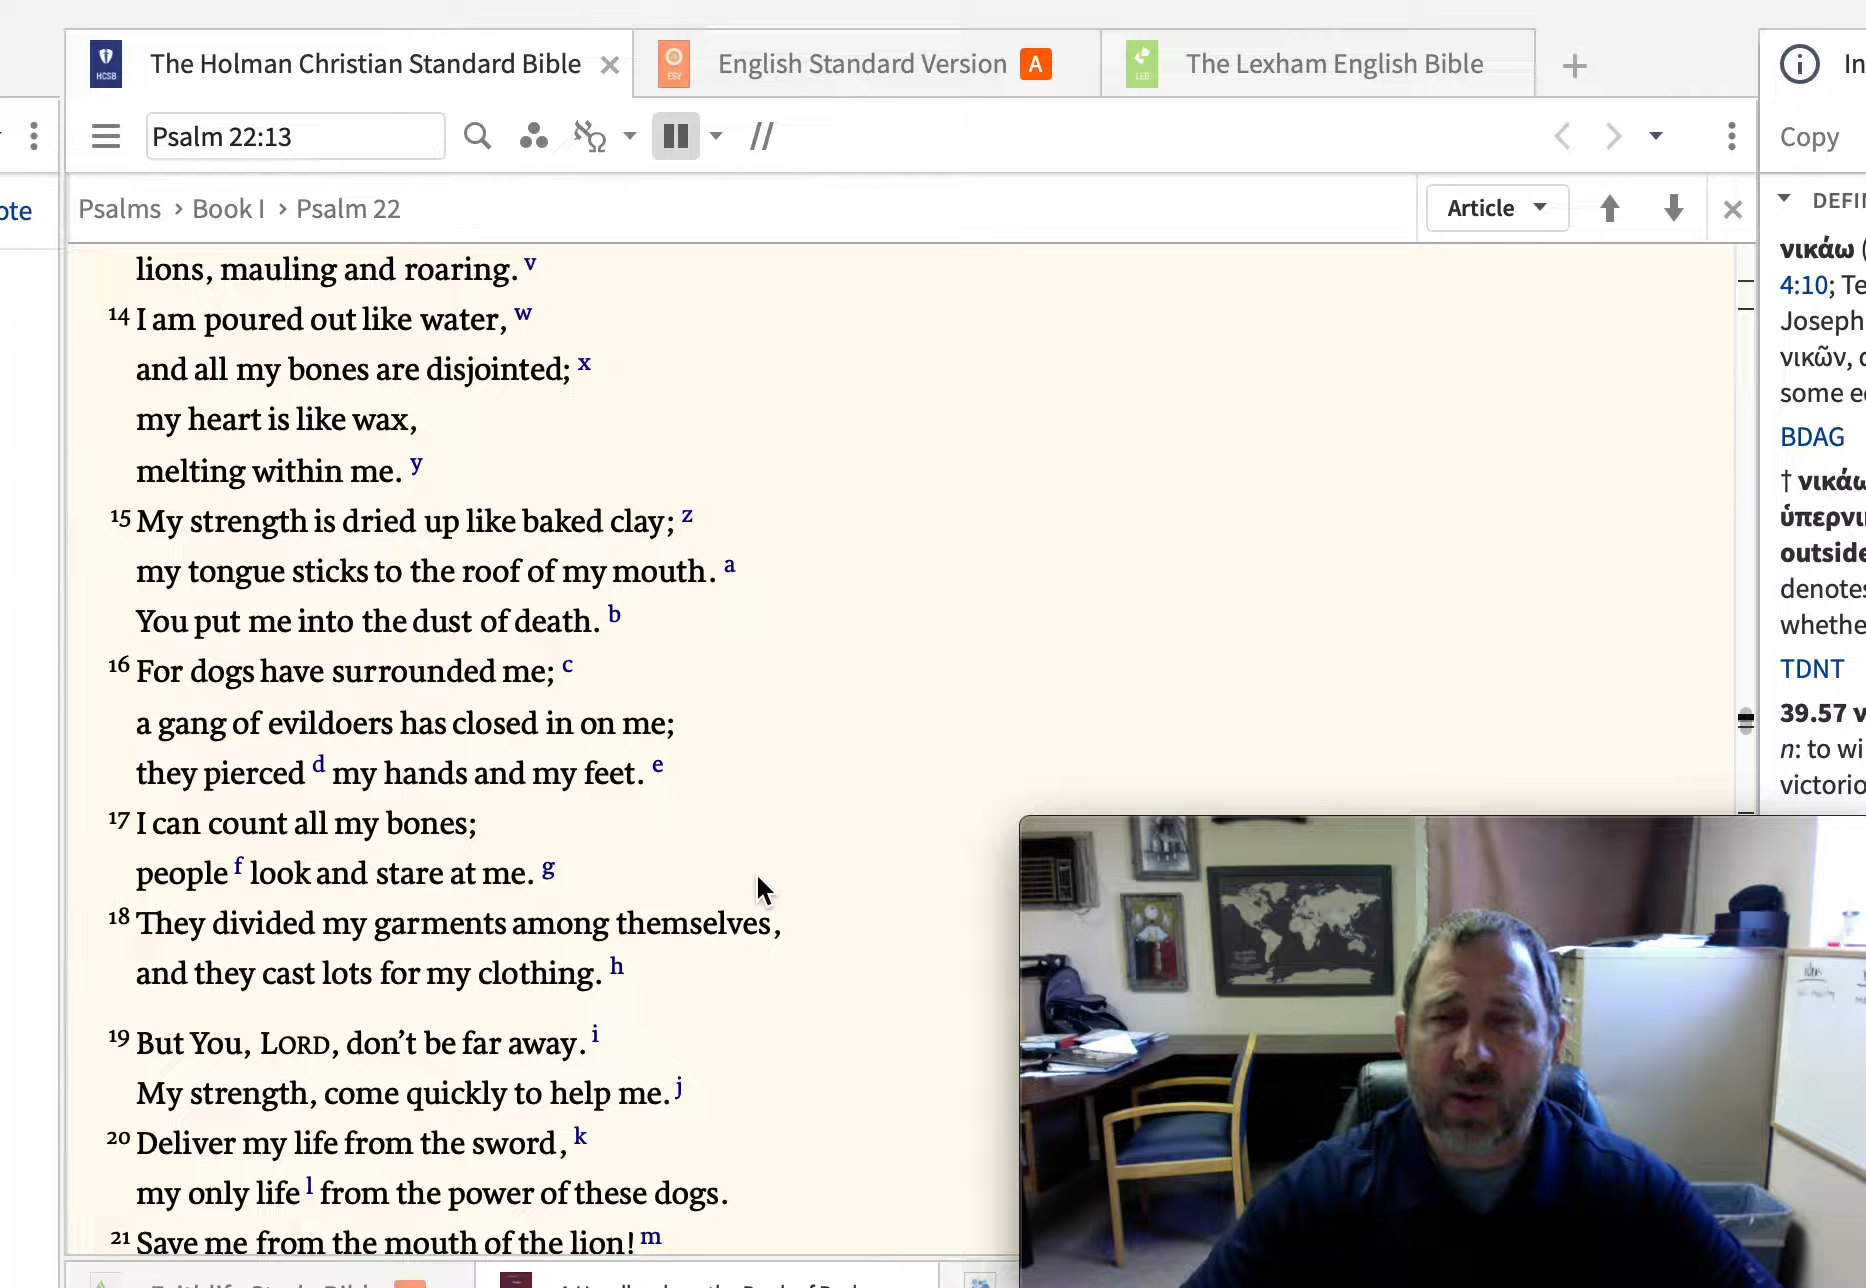 HCSB The Holman Christian Standard Bible
ESV English Standard Version A
LEB The Lexham English Bible
In
Psalm 22:13
Copy
ote
Psalms › Book I › Psalm 22
Article
DEFI
lions, mauling and roaring. v
14 I am poured out like water, w
and all my bones are disjointed; x
my heart is like wax,
melting within me. y
15 My strength is dried up like baked clay; z
my tongue sticks to the roof of my mouth. a
You put me into the dust of death. b
16 For dogs have surrounded me; c
a gang of evildoers has closed in on me;
they pierced d my hands and my feet. e
17 I can count all my bones;
people f look and stare at me. g
18 They divided my garments among themselves,
and they cast lots for my clothing. h
19 But You, LORD, don’t be far away. i
My strength, come quickly to help me. j
20 Deliver my life from the sword, k
my only life l from the power of these dogs.
21 Save me from the mouth of the lion! m
νικάω (
4:10; Te
Joseph
νικῶν,
some e
BDAG
† νικάω
ὑπερνι
outside
denotes
whethe
TDNT
39.57 ν
n: to wi
victorio